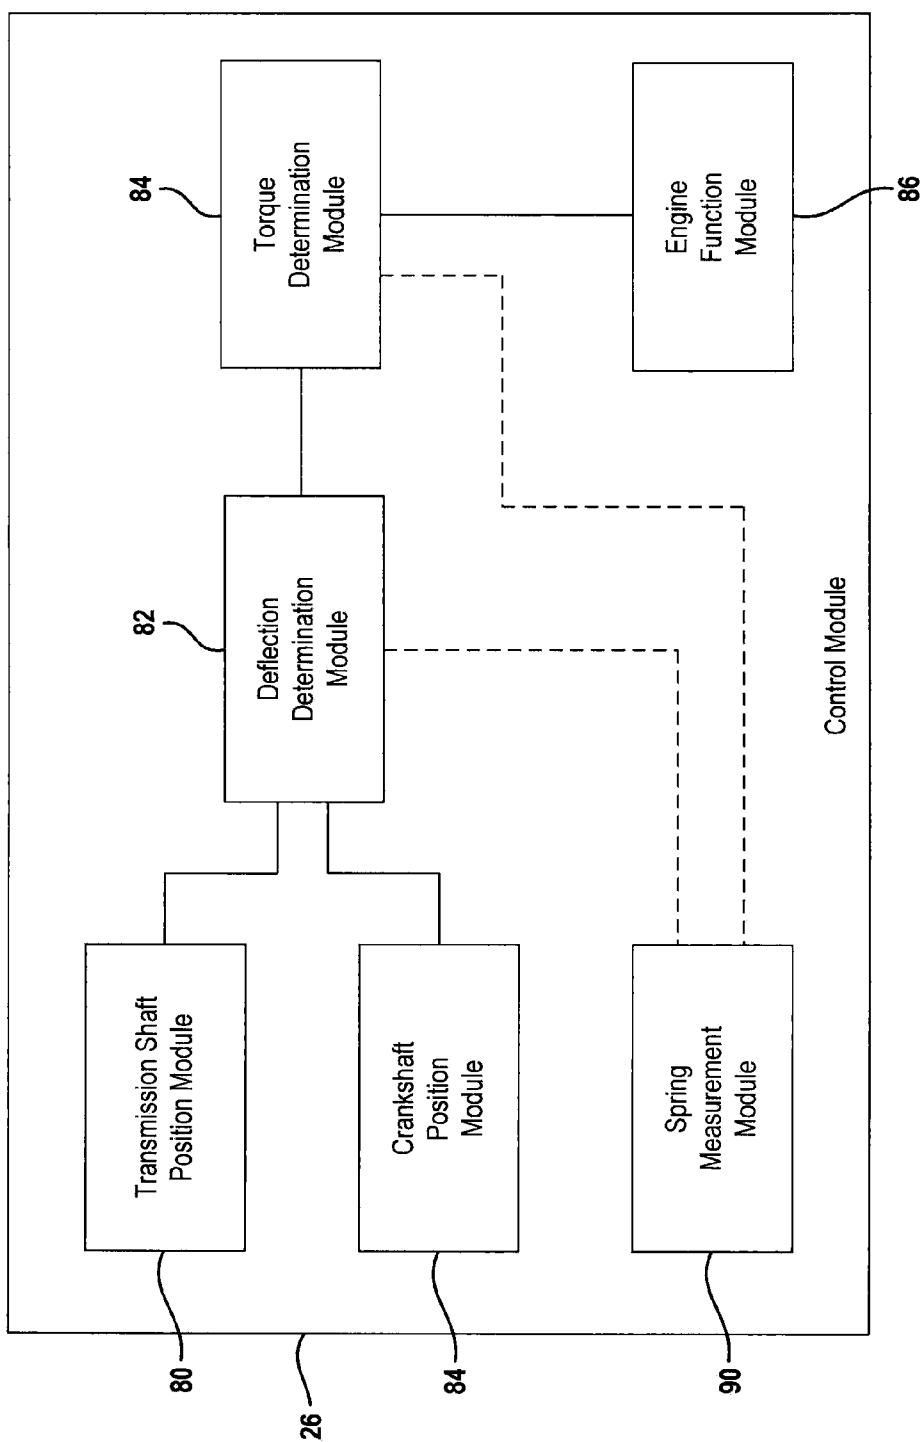 84
Torque
Determination
Module
82
Deflection
Determination
Module
Transmission Shaft
Position Module
80
Crankshaft
Position
Module
84
Spring
Measurement
Module
90
Engine
Function
Module
86
Control Module
26